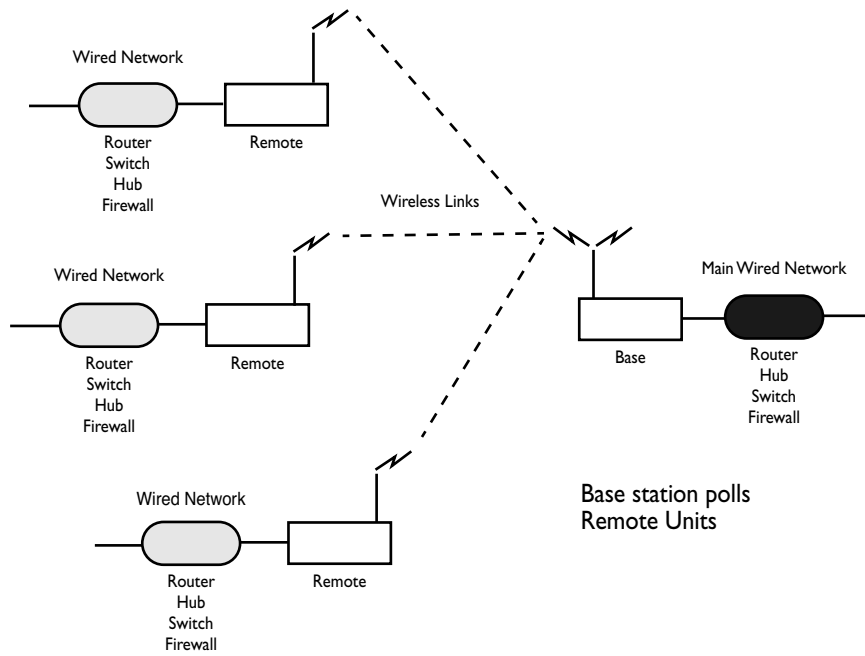 Wired Network
Router
Switch
Hub
Firewall
Remote
Wireless Links
Wired Network
Router
Switch
Hub
Firewall
Remote
Main Wired Network
Base
Router
Hub
Switch
Firewall
Wired Network
Router
Hub
Switch
Firewall
Remote
Base station polls
Remote Units